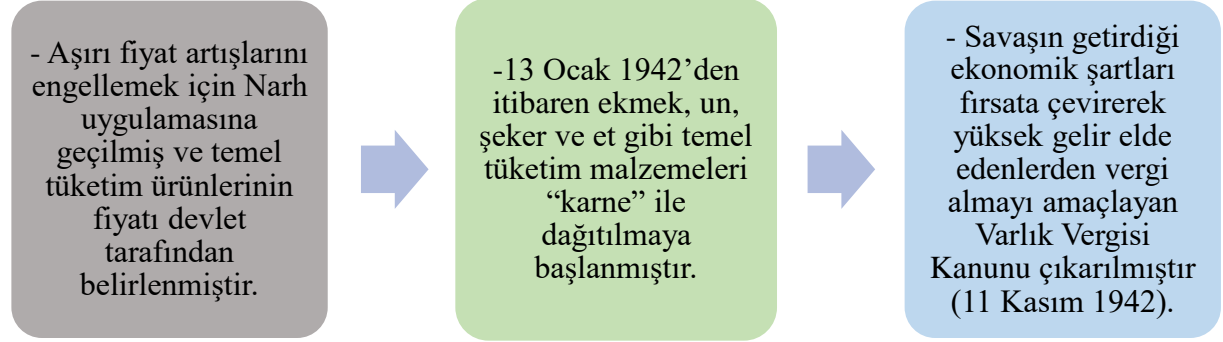 - Aşırı fiyat artışlarını
engellemek için Narh
uygulamasına
geçilmiş ve temel
tüketim ürünlerinin
fiyatı devlet
tarafından
belirlenmiştir.
-13 Ocak 1942’den
itibaren ekmek, un,
şeker ve et gibi temel
tüketim malzemeleri
“karne” ile
dağıtılmaya
başlanmıştır.
- Savaşın getirdiği
ekonomik şartları
fırsata çevirerek
yüksek gelir elde
edenlerden vergi
almayı amaçlayan
Varlık Vergisi
Kanunu çıkarılmıştır
(11 Kasım 1942).